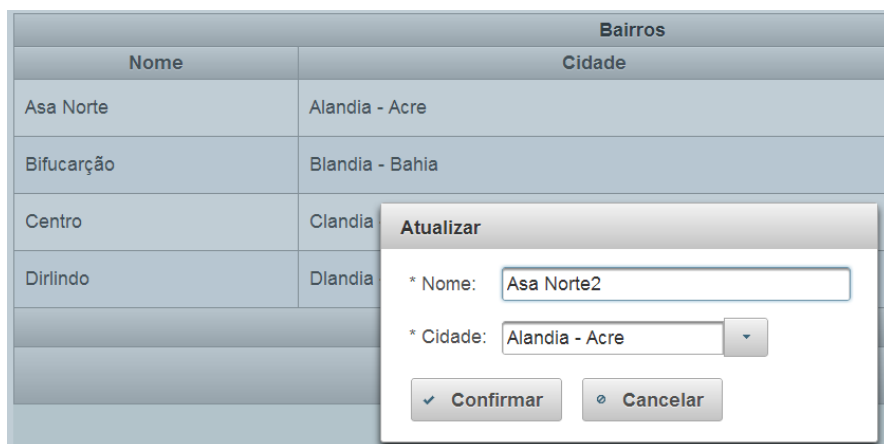 Bairros
Nome Cidade
Asa Norte Alandia - Acre
Bifucarção Blandia - Bahia
Centro Clandia
Dirlindo Dlandia
Atualizar
* Nome: Asa Norte2
* Cidade: Alandia - Acre
Confirmar Cancelar